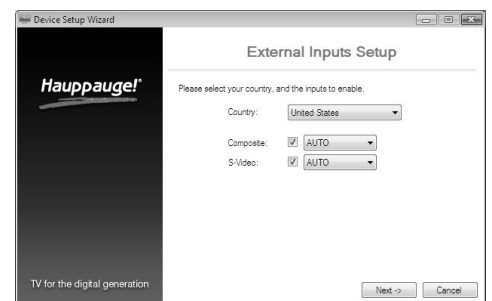 Device Setup Wizard
External Inputs Setup
Hauppauge!®
Please select your country, and the inputs to enable.
Country: United States
Composite: AUTO
S-Video: AUTO
TV for the digital generation
Next -> Cancel